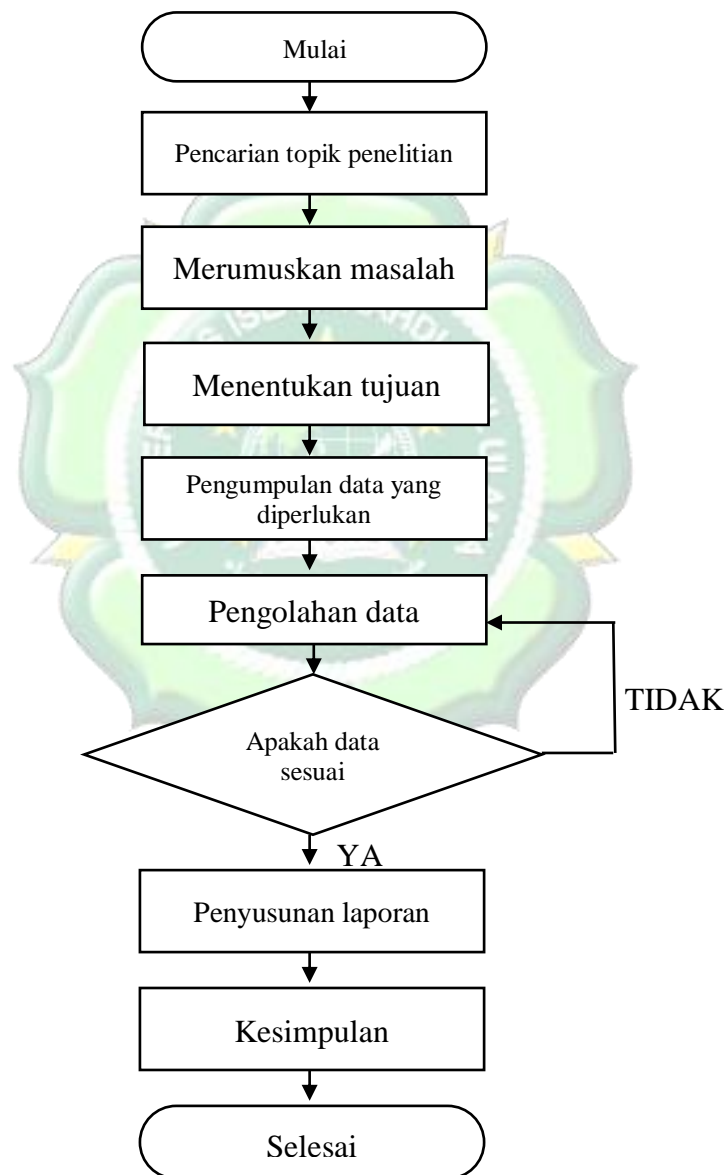 Mulai
Pencarian topik penelitian
Merumuskan masalah
Menentukan tujuan
Pengumpulan data yang
diperlukan
Pengolahan data
TIDAK
Apakah data
sesuai
YA
Penyusunan laporan
Kesimpulan
Selesai